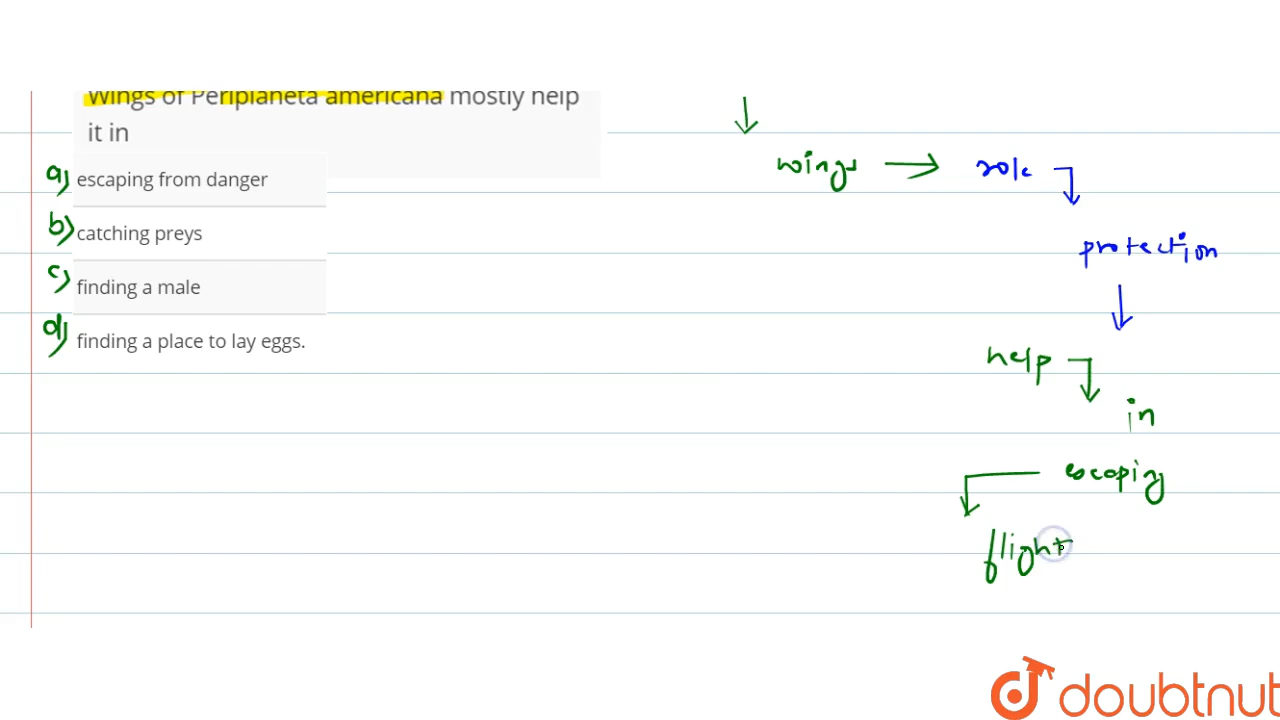 Wings of Periplaneta americana mostly help
it in
a) escaping from danger
b) catching preys
c) finding a male
d) finding a place to lay eggs.
wings → role
protection
help
in
escaping
flight
doubtnut